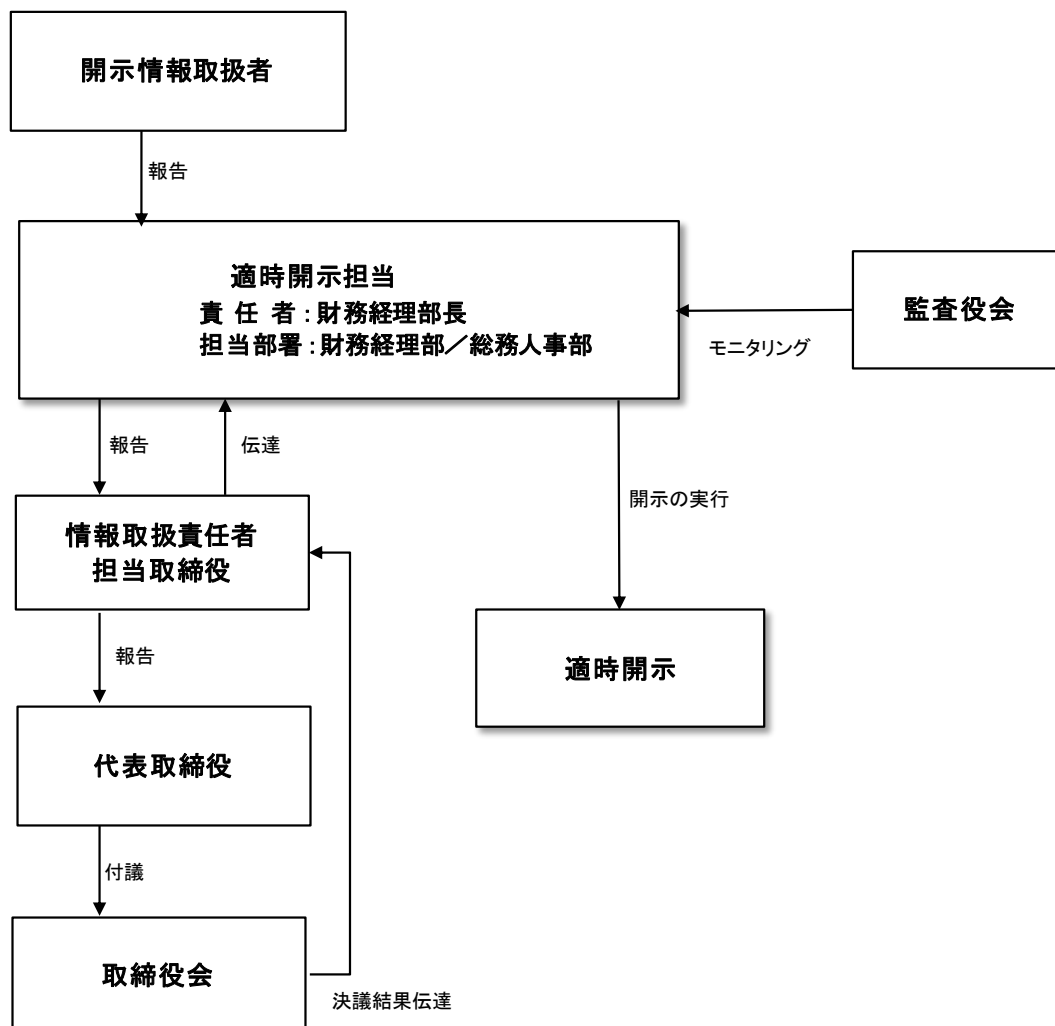 開示情報取扱者
報告
適時開示担当
責 任 者 : 財務経理部長
担当部署 : 財務経理部／総務人事部
監査役会
モニタリング
報告
伝達
開示の実行
情報取扱責任者
担当取締役
報告
適時開示
代表取締役
付議
取締役会
決議結果伝達